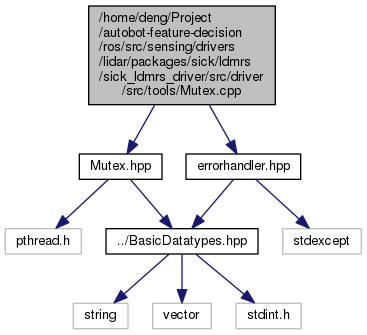 /home/deng/Project
/autobot-feature-decision
/ros/src/sensing/drivers
/lidar/packages/sick/ldmrs
/sick_ldmrs_driver/src/driver
/src/tools/Mutex.cpp
Mutex.hpp
errorhandler.hpp
pthread.h
../BasicDatatypes.hpp
stdexcept
string
vector
stdint.h